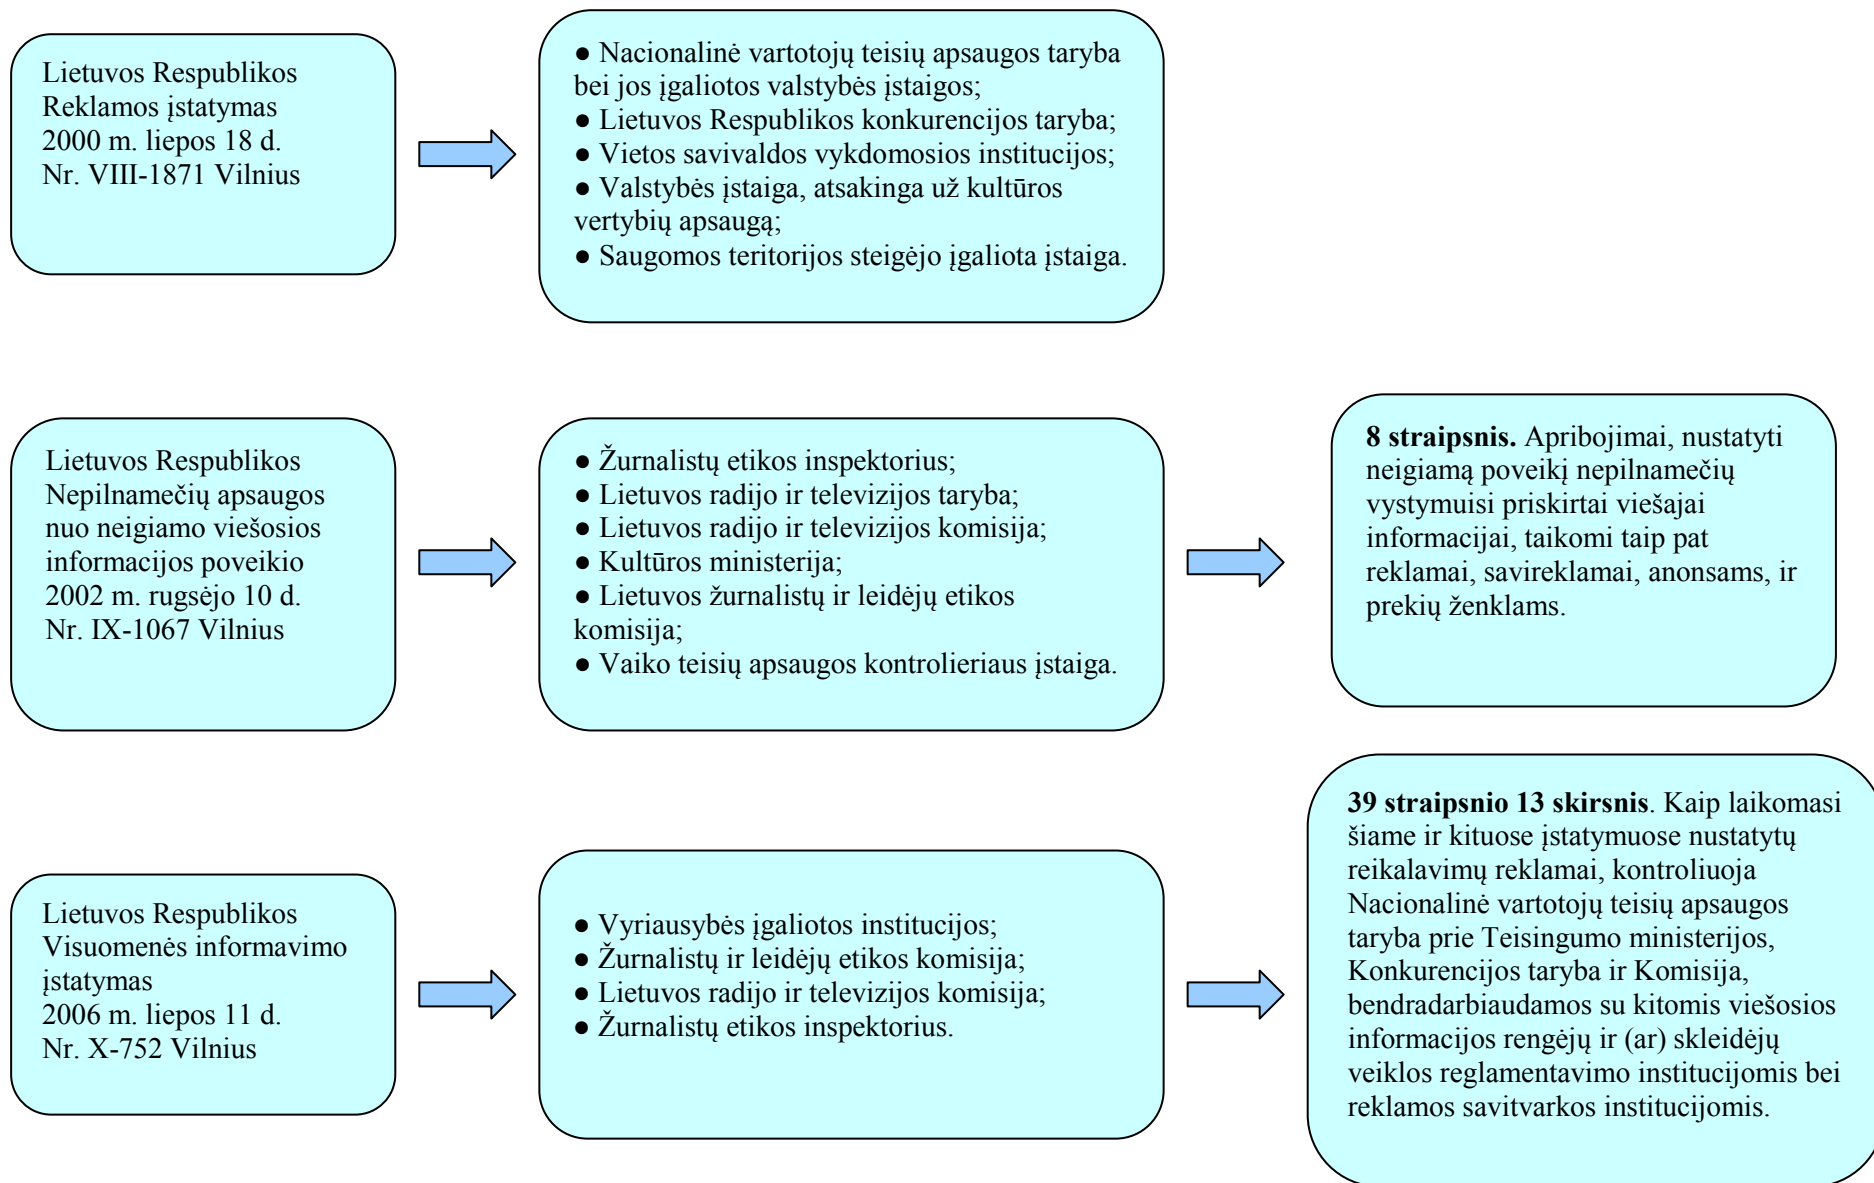 Lietuvos Respublikos
Reklamos įstatymas
2000 m. liepos 18 d.
Nr. VIII-1871 Vilnius
● Nacionalinė vartotojų teisių apsaugos taryba
bei jos įgaliotos valstybės įstaigos;
● Lietuvos Respublikos konkurencijos taryba;
● Vietos savivaldos vykdomosios institucijos;
● Valstybės įstaiga, atsakinga už kultūros
vertybių apsaugą;
● Saugomos teritorijos steigėjo įgaliota įstaiga.
Lietuvos Respublikos
Nepilnamečių apsaugos
nuo neigiamo viešosios
informacijos poveikio
2002 m. rugsėjo 10 d.
Nr. IX-1067 Vilnius
● Žurnalistų etikos inspektorius;
● Lietuvos radijo ir televizijos taryba;
● Lietuvos radijo ir televizijos komisija;
● Kultūros ministerija;
● Lietuvos žurnalistų ir leidėjų etikos
komisija;
● Vaiko teisių apsaugos kontrolieriaus įstaiga.
8 straipsnis. Apribojimai, nustatyti
neigiamą poveikį nepilnamečių
vystymuisi priskirtai viešajai
informacijai, taikomi taip pat
reklamai, savireklamai, anonsams, ir
prekių ženklams.
Lietuvos Respublikos
Visuomenės informavimo
įstatymas
2006 m. liepos 11 d.
Nr. X-752 Vilnius
● Vyriausybės įgaliotos institucijos;
● Žurnalistų ir leidėjų etikos komisija;
● Lietuvos radijo ir televizijos komisija;
● Žurnalistų etikos inspektorius.
39 straipsnio 13 skirsnis. Kaip laikomasi
šiame ir kituose įstatymuose nustatytų
reikalavimų reklamai, kontroliuoja
Nacionalinė vartotojų teisių apsaugos
taryba prie Teisingumo ministerijos,
Konkurencijos taryba ir Komisija,
bendradarbiaudamos su kitomis viešosios
informacijos rengėjų ir (ar) skleidėjų
veiklos reglamentavimo institucijomis bei
reklamos savitvarkos institucijomis.